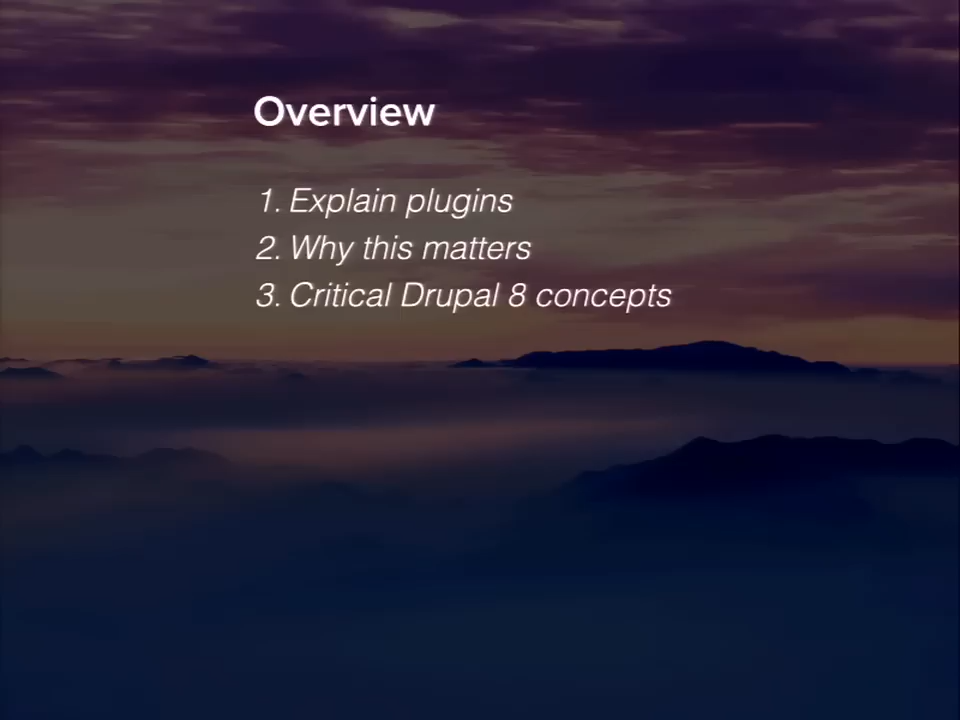 Overview
1. Explain plugins
2. Why this matters
3. Critical Drupal 8 concepts